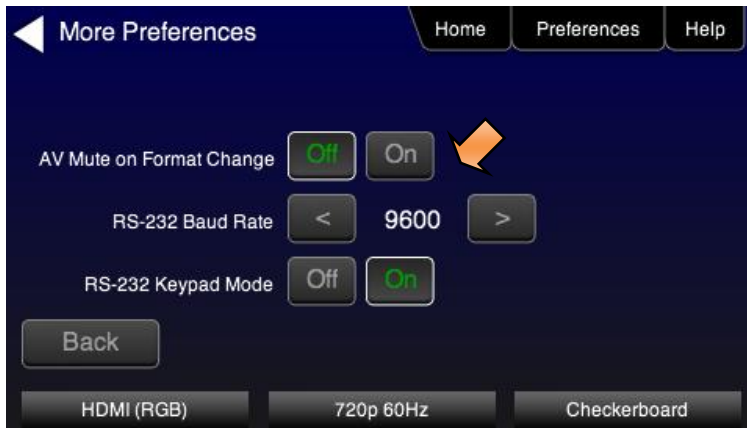 More Preferences Home Preferences Help
AV Mute on Format Change Off On
RS-232 Baud Rate < 9600 >
RS-232 Keypad Mode Off On
Back
HDMI (RGB) 720p 60Hz Checkerboard